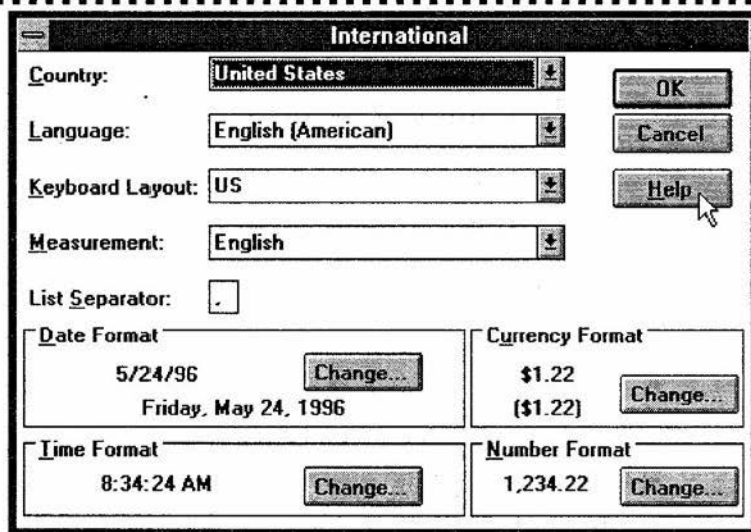 International
Country: United States
OK
Language: English (American)
Cancel
Keyboard Layout: US
Help
Measurement: English
List Separator: ,
Date Format
5/24/96 Change...
Friday, May 24, 1996
Currency Format
$1.22
($1.22)
Change...
Time Format
8:34:24 AM Change...
Number Format
1,234.22 Change...